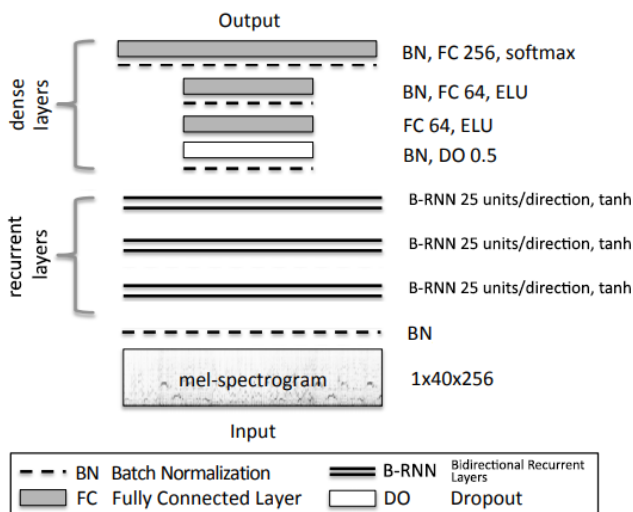 Output
dense
layers
BN, FC 256, softmax
BN, FC 64, ELU
FC 64, ELU
BN, DO 0.5
recurrent
layers
B-RNN 25 units/direction, tanh
B-RNN 25 units/direction, tanh
B-RNN 25 units/direction, tanh
BN
mel-spectrogram
1x40x256
Input
BN Batch Normalization
B-RNN Bidirectional Recurrent
Layers
FC Fully Connected Layer
DO Dropout